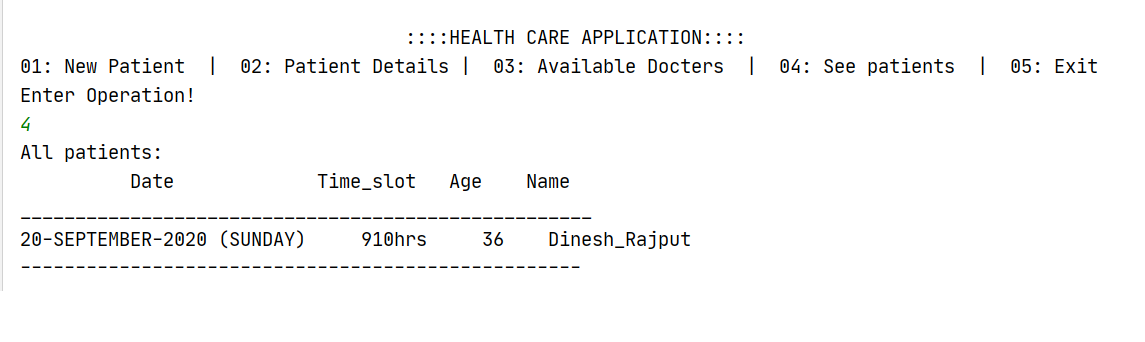 ::::HEALTH CARE APPLICATION::::
01: New Patient | 02: Patient Details | 03: Available Docters | 04: See patients | 05: Exit
Enter Operation!
4
All patients:
Date Time_slot Age Name
____________________________________________________
20-SEPTEMBER-2020 (SUNDAY) 910hrs 36 Dinesh_Rajput
---------------------------------------------------